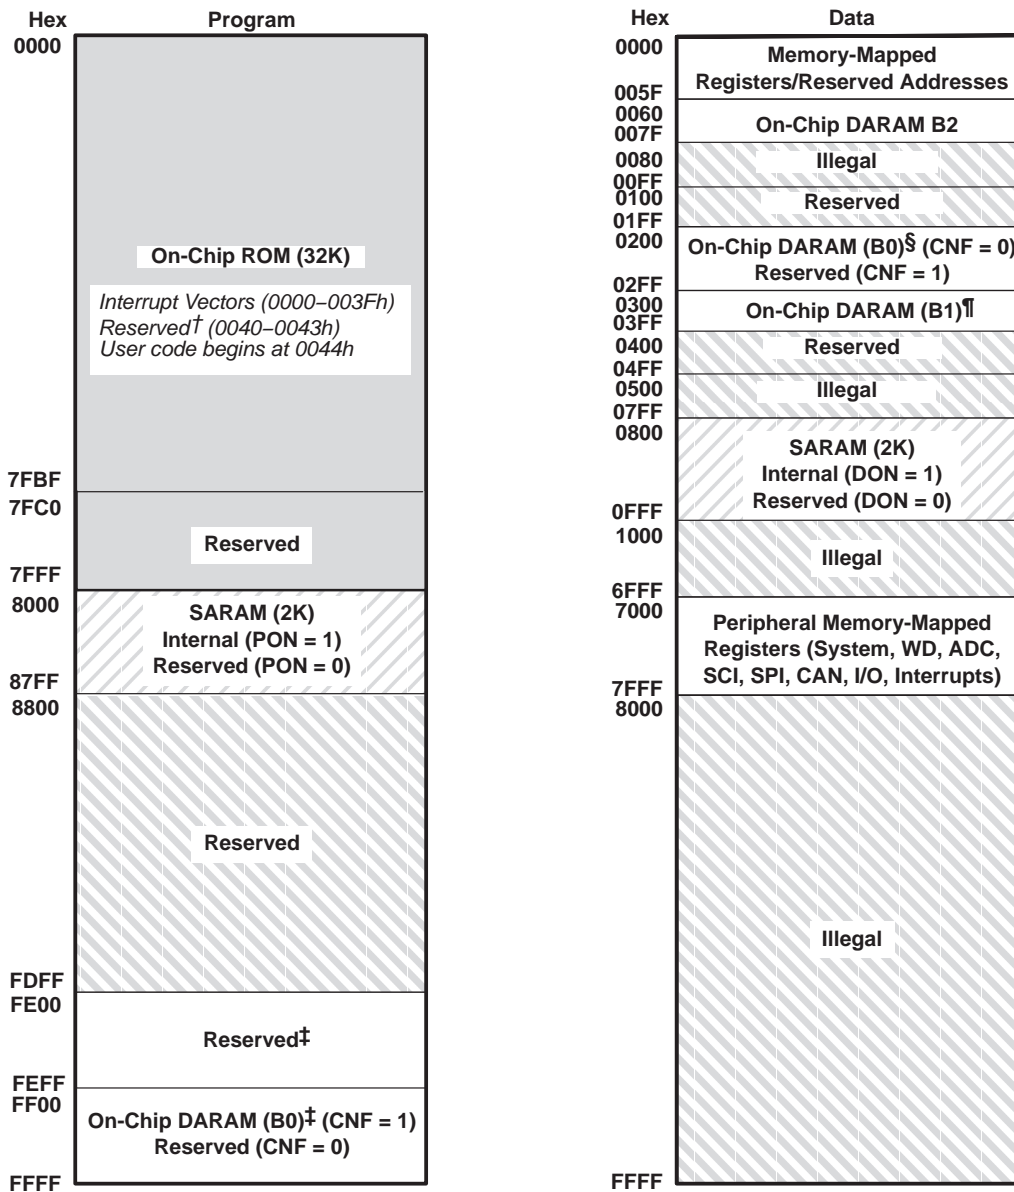 Hex Program
0000
On-Chip ROM (32K)
Interrupt Vectors (0000–003Fh)
Reserved† (0040–0043h)
User code begins at 0044h
7FBF
7FC0
Reserved
7FFF
8000
SARAM (2K)
Internal (PON = 1)
Reserved (PON = 0)
87FF
8800
Reserved
FDFF
FE00
Reserved‡
FEFF
FF00
On-Chip DARAM (B0)‡ (CNF = 1)
Reserved (CNF = 0)
FFFF
Hex Data
0000
Memory-Mapped
Registers/Reserved Addresses
005F
0060
On-Chip DARAM B2
007F
0080
Illegal
00FF
0100
Reserved
01FF
0200
On-Chip DARAM (B0)§ (CNF = 0)
Reserved (CNF = 1)
02FF
0300
On-Chip DARAM (B1)¶
03FF
0400
Reserved
04FF
0500
Illegal
07FF
0800
SARAM (2K)
Internal (DON = 1)
Reserved (DON = 0)
0FFF
1000
Illegal
6FFF
7000
Peripheral Memory-Mapped
Registers (System, WD, ADC,
SCI, SPI, CAN, I/O, Interrupts)
7FFF
8000
Illegal
FFFF